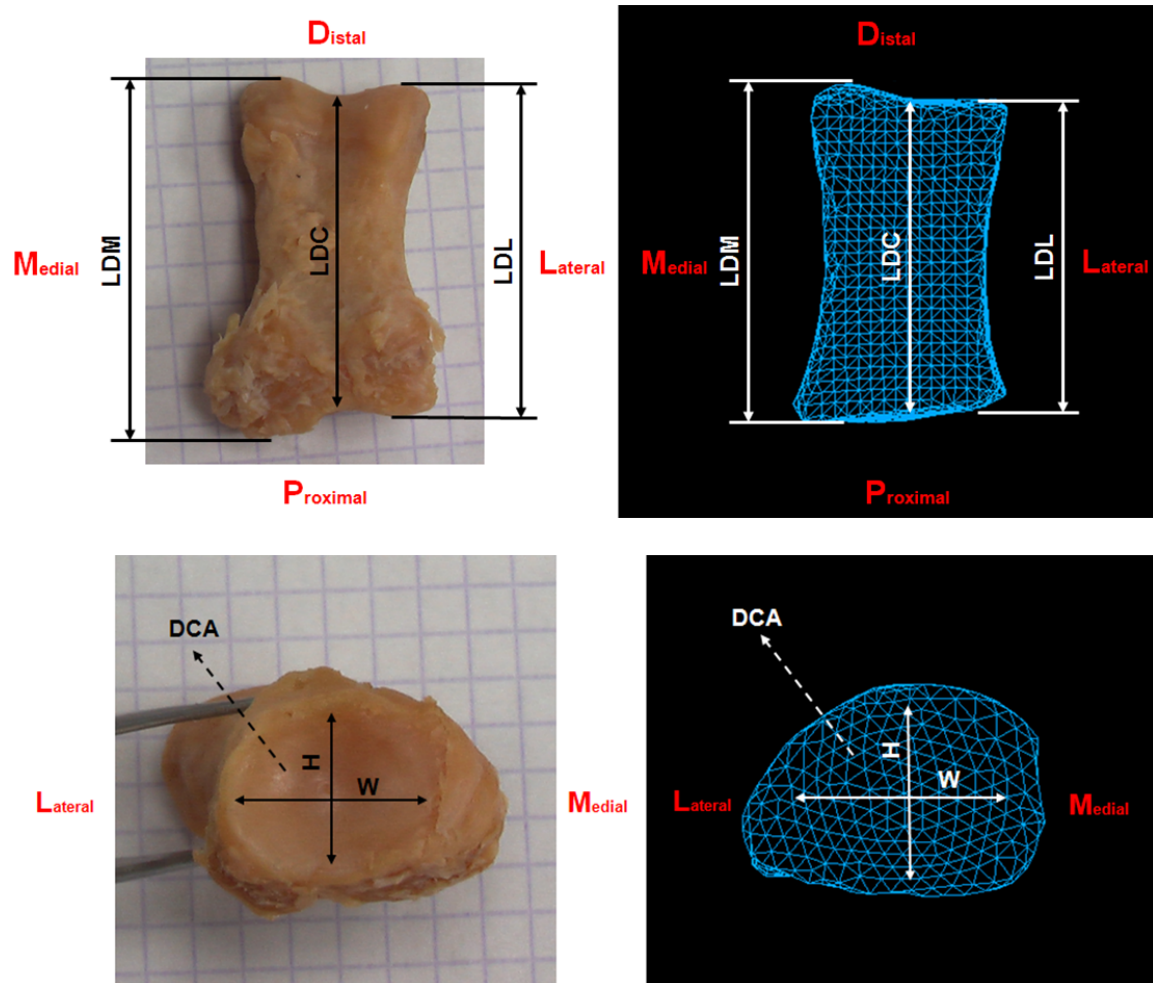 Distal
Distal
LDM
LDC
LDL
Medial
Lateral
LDM
LDC
LDL
Medial
Lateral
Proximal
Proximal
DCA
H
W
Lateral
Medial
DCA
H
W
Lateral
Medial